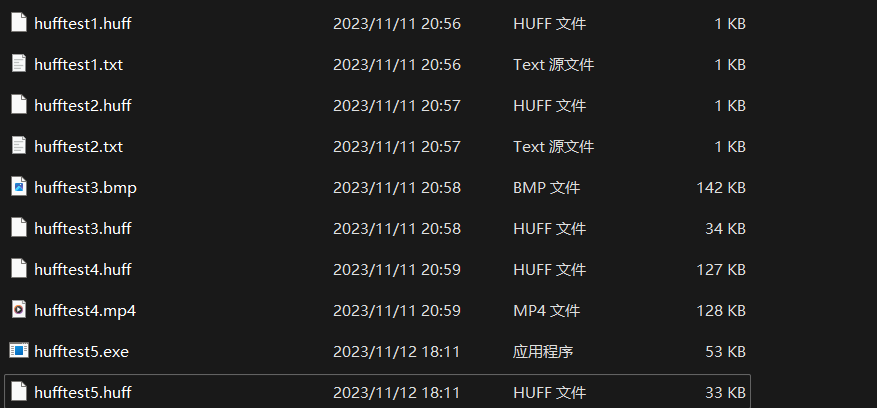 hufftest1.huff 2023/11/11 20:56 HUFF 文件 1 KB
hufftest1.txt 2023/11/11 20:56 Text 源文件 1 KB
hufftest2.huff 2023/11/11 20:57 HUFF 文件 1 KB
hufftest2.txt 2023/11/11 20:57 Text 源文件 1 KB
hufftest3.bmp 2023/11/11 20:58 BMP 文件 142 KB
hufftest3.huff 2023/11/11 20:58 HUFF 文件 34 KB
hufftest4.huff 2023/11/11 20:59 HUFF 文件 127 KB
hufftest4.mp4 2023/11/11 20:59 MP4 文件 128 KB
hufftest5.exe 2023/11/12 18:11 应用程序 53 KB
hufftest5.huff 2023/11/12 18:11 HUFF 文件 33 KB